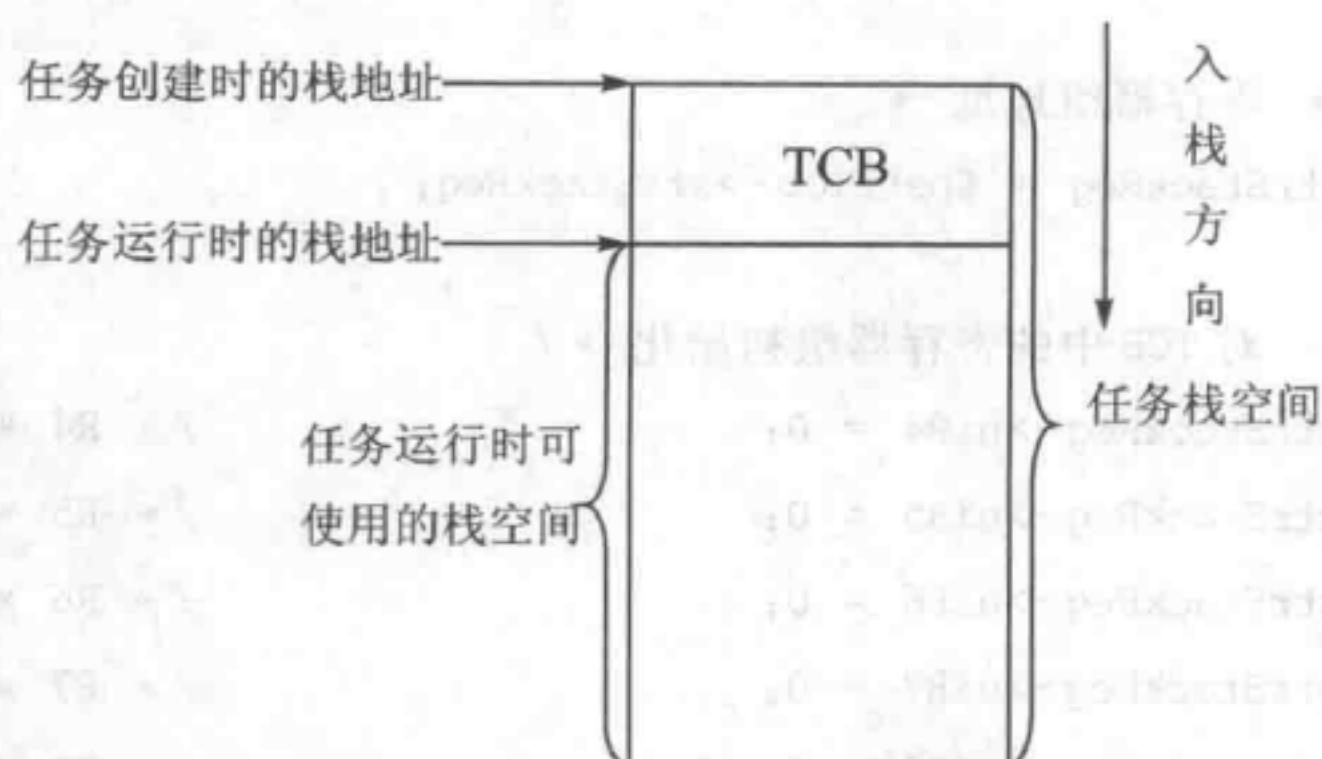 任务创建时的栈地址
TCB
任务运行时的栈地址
入
栈
方
向
任务栈空间
任务运行时可
使用的栈空间